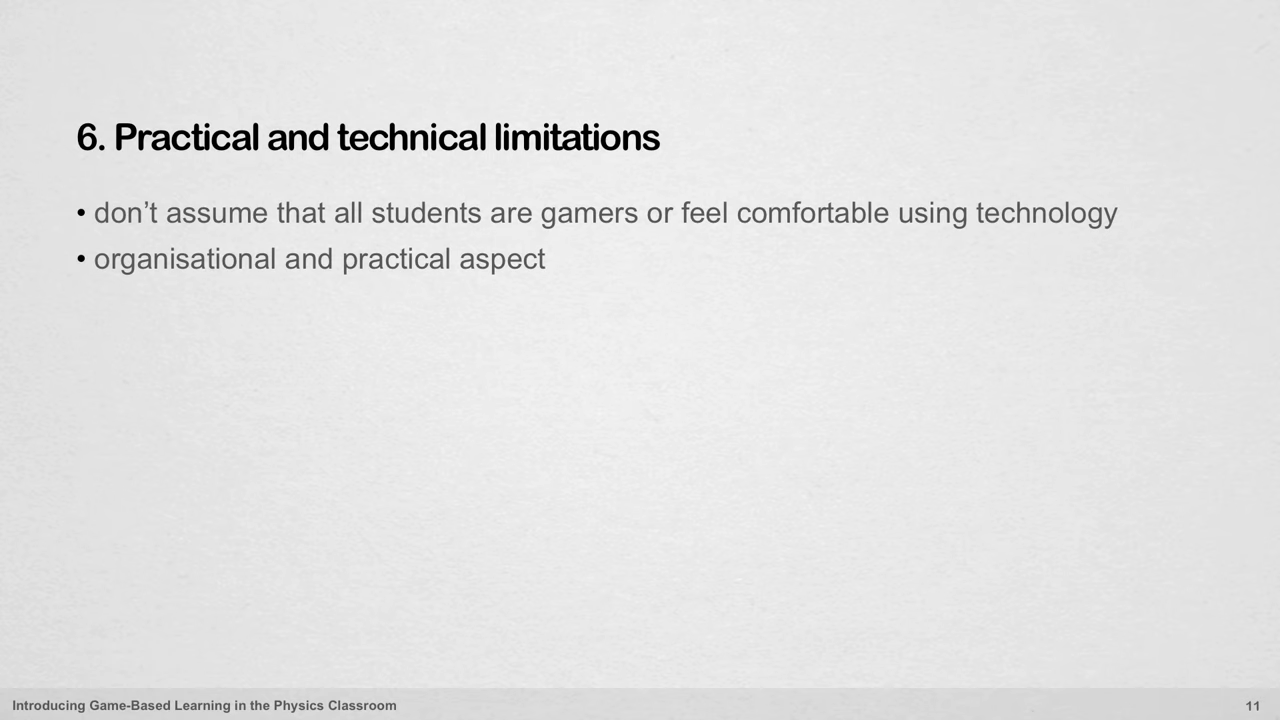 6. Practical and technical limitations
• don’t assume that all students are gamers or feel comfortable using technology
• organisational and practical aspect
Introducing Game-Based Learning in the Physics Classroom
11